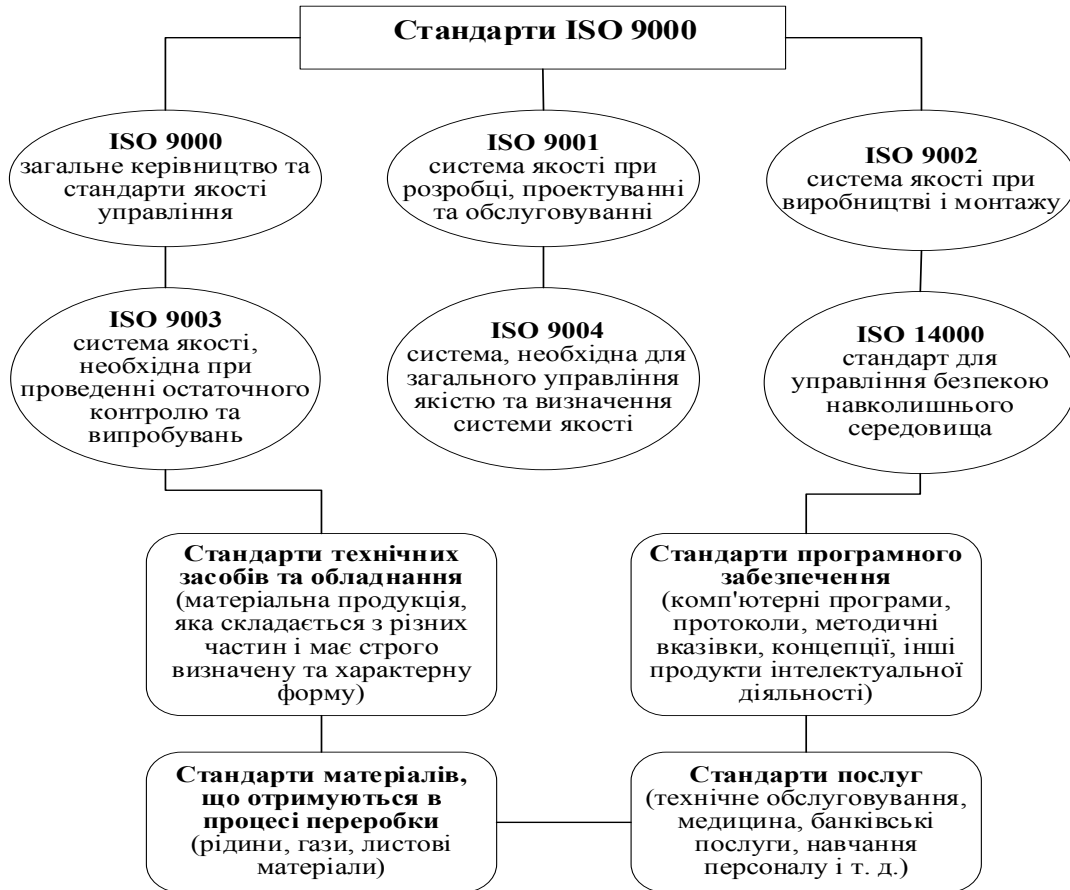 Стандарти ISO 9000
ISO 9000
загальне керівництво та
стандарти якості
управління
ISO 9001
система якості при
розробці, проектуванні
та обслуговуванні
ISO 9002
система якості при
виробництві і монтажу
ISO 9003
система якості,
необхідна при
проведенні остаточного
контролю та
випробувань
ISO 9004
система, необхідна для
загального управління
якістю та визначення
системи якості
ISO 14000
стандарт для
управління безпекою
навколишнього
середовища
Стандарти технічних
засобів та обладнання
(матеріальна продукція,
яка складається з різних
частин і має строго
визначену та характерну
форму)
Стандарти програмного
забезпечення
(комп'ютерні програми,
протоколи, методичні
вказівки, концепції, інші
продукти інтелектуальної
діяльності)
Стандарти матеріалів,
що отримуються в
процесі переробки
(рідини, гази, листові
матеріали)
Стандарти послуг
(технічне обслуговування,
медицина, банківські
послуги, навчання
персоналу і т. д.)